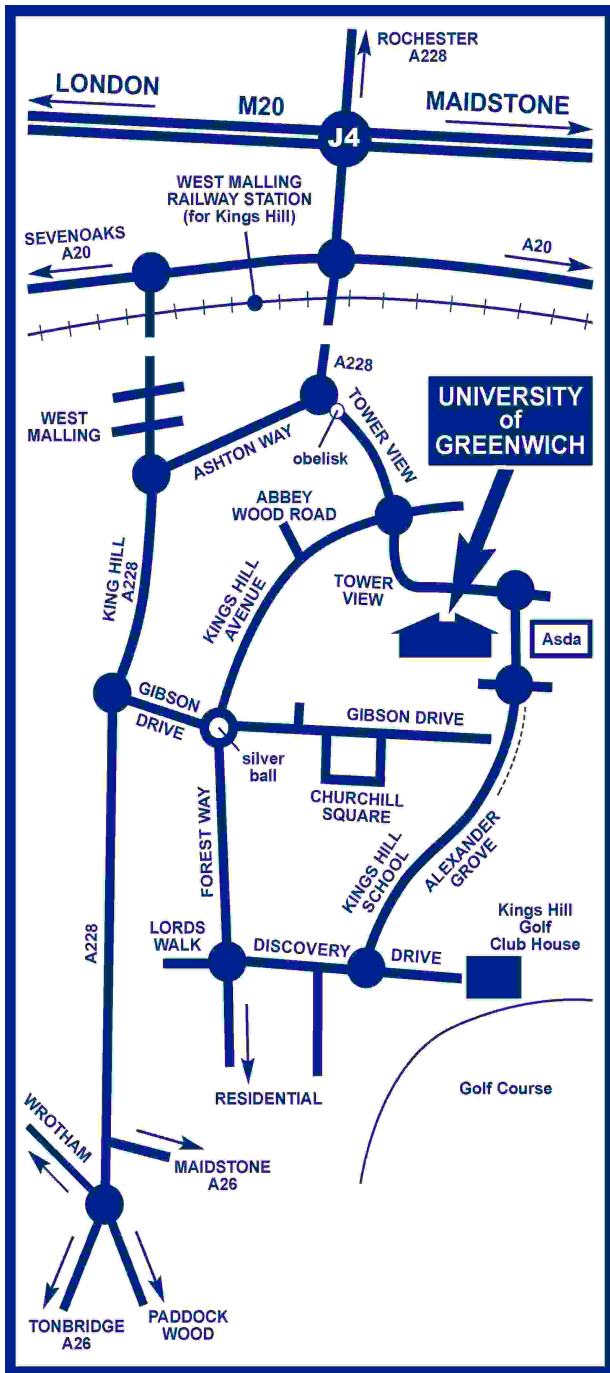 ROCHESTER
A228
LONDON
M20
MAIDSTONE
J4
WEST MALLING
RAILWAY STATION
(for Kings Hill)
SEVENOAKS
A20
A20
A228
WEST
MALLING
ASHTON WAY
obelisk
TOWER VIEW
UNIVERSITY
of
GREENWICH
ABBEY
WOOD ROAD
KING HILL
A228
KINGS HILL
AVENUE
TOWER
VIEW
Asda
GIBSON
DRIVE
GIBSON DRIVE
silver
ball
CHURCHILL
SQUARE
FOREST WAY
KINGS HILL
SCHOOL
ALEXANDER
GROVE
A228
LORDS
WALK
DISCOVERY
DRIVE
Kings Hill
Golf
Club House
RESIDENTIAL
Golf Course
WROTHAM
MAIDSTONE
A26
TONBRIDGE
A26
PADDOCK
WOOD